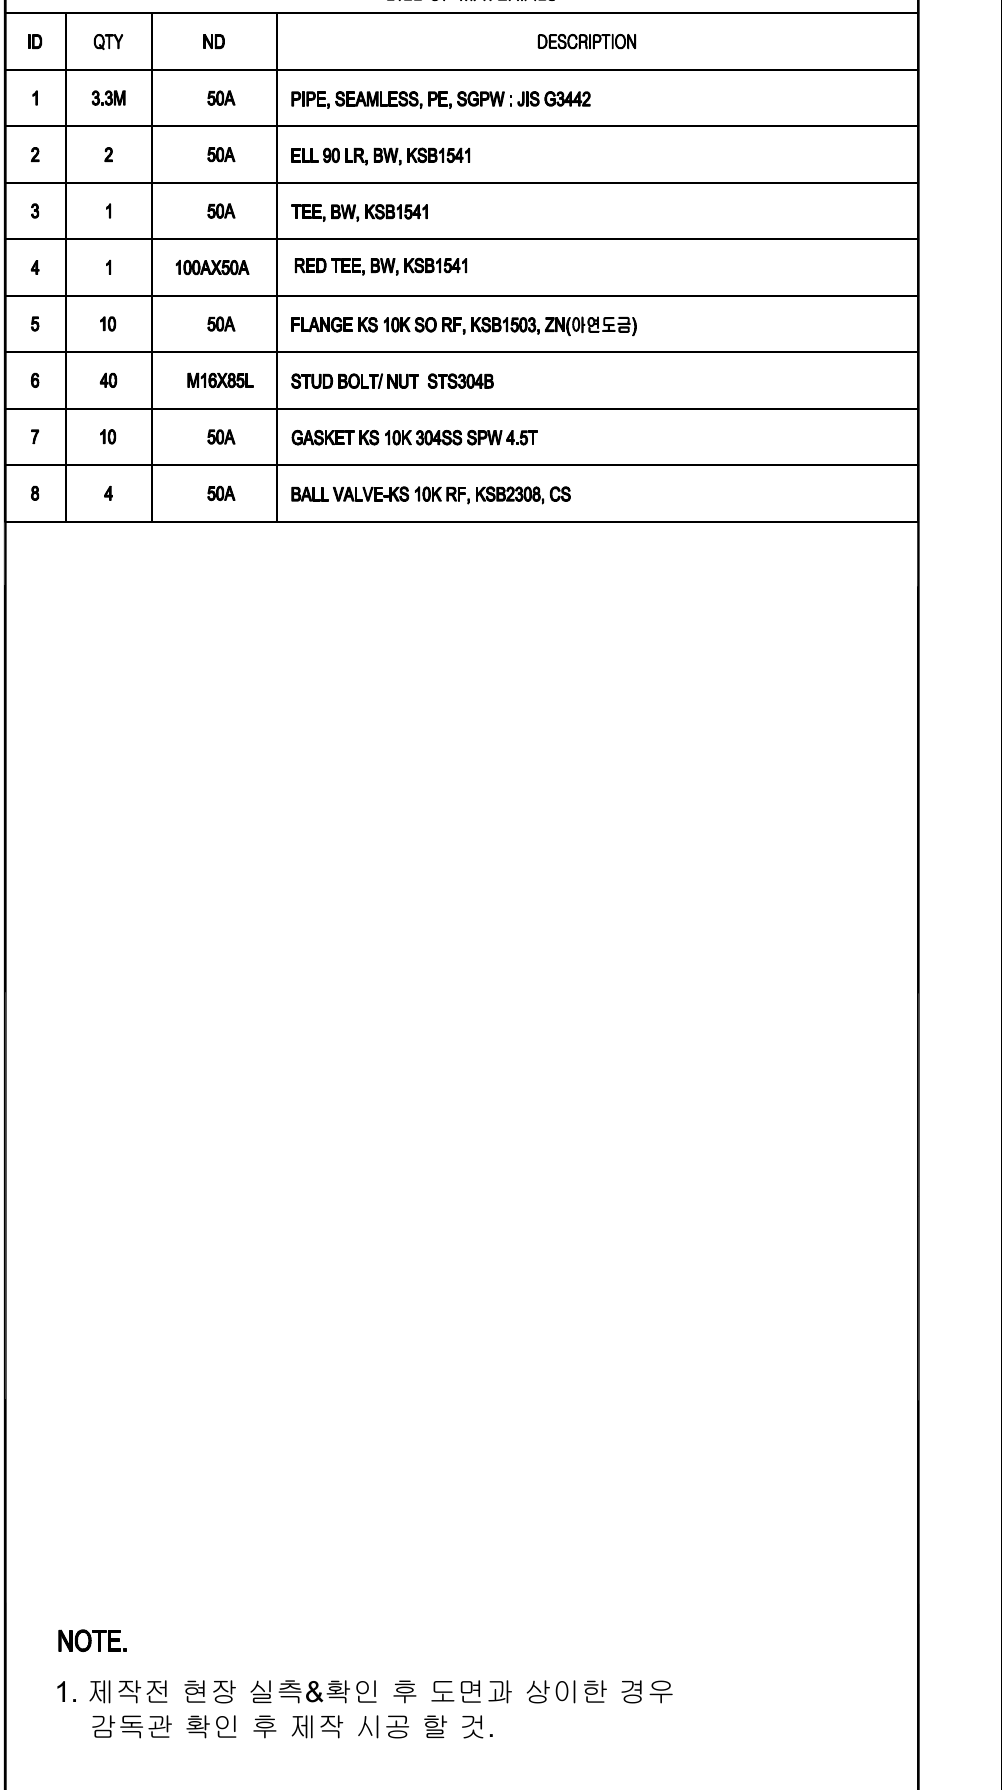 ID QTY ND DESCRIPTION
1 3.3M 50A PIPE, SEAMLESS, PE, SGPW : JIS G3442
2 2 50A ELL 90 LR, BW, KSB1541
3 1 50A TEE, BW, KSB1541
4 1 100AX50A RED TEE, BW, KSB1541
5 10 50A FLANGE KS 10K SO RF, KSB1503, ZN(아연도금)
6 40 M16X85L STUD BOLT/ NUT STS304B
7 10 50A GASKET KS 10K 304SS SPW 4.5T
8 4 50A BALL VALVE-KS 10K RF, KSB2308, CS
NOTE.
1. 제작전 현장 실측&확인 후 도면과 상이한 경우
감독관 확인 후 제작 시공 할 것.